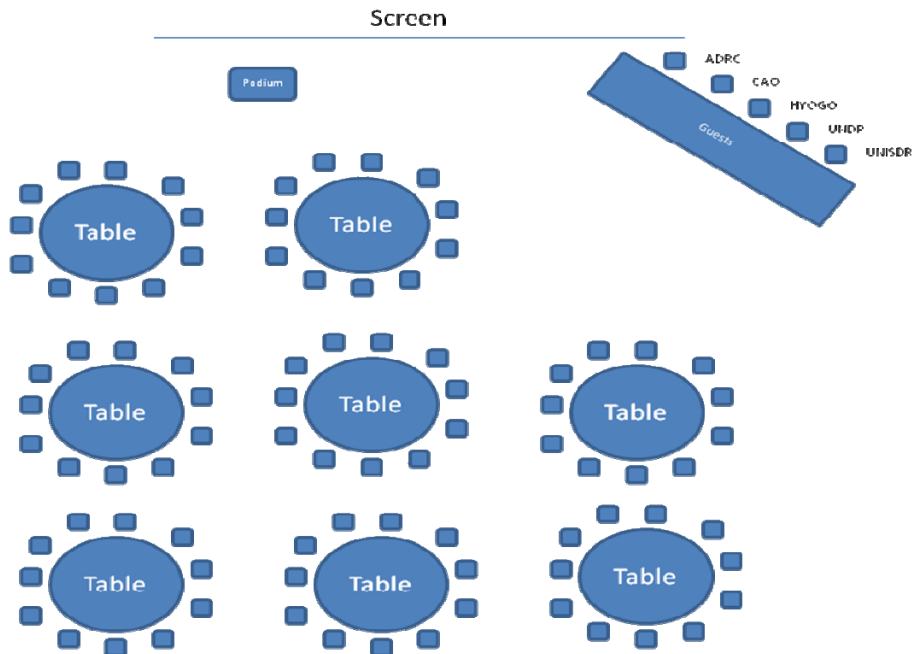 Screen
Podium
ADRC
CAO
HYOGO
UNDP
UNISDR
Guests
Table
Table
Table
Table
Table
Table
Table
Table